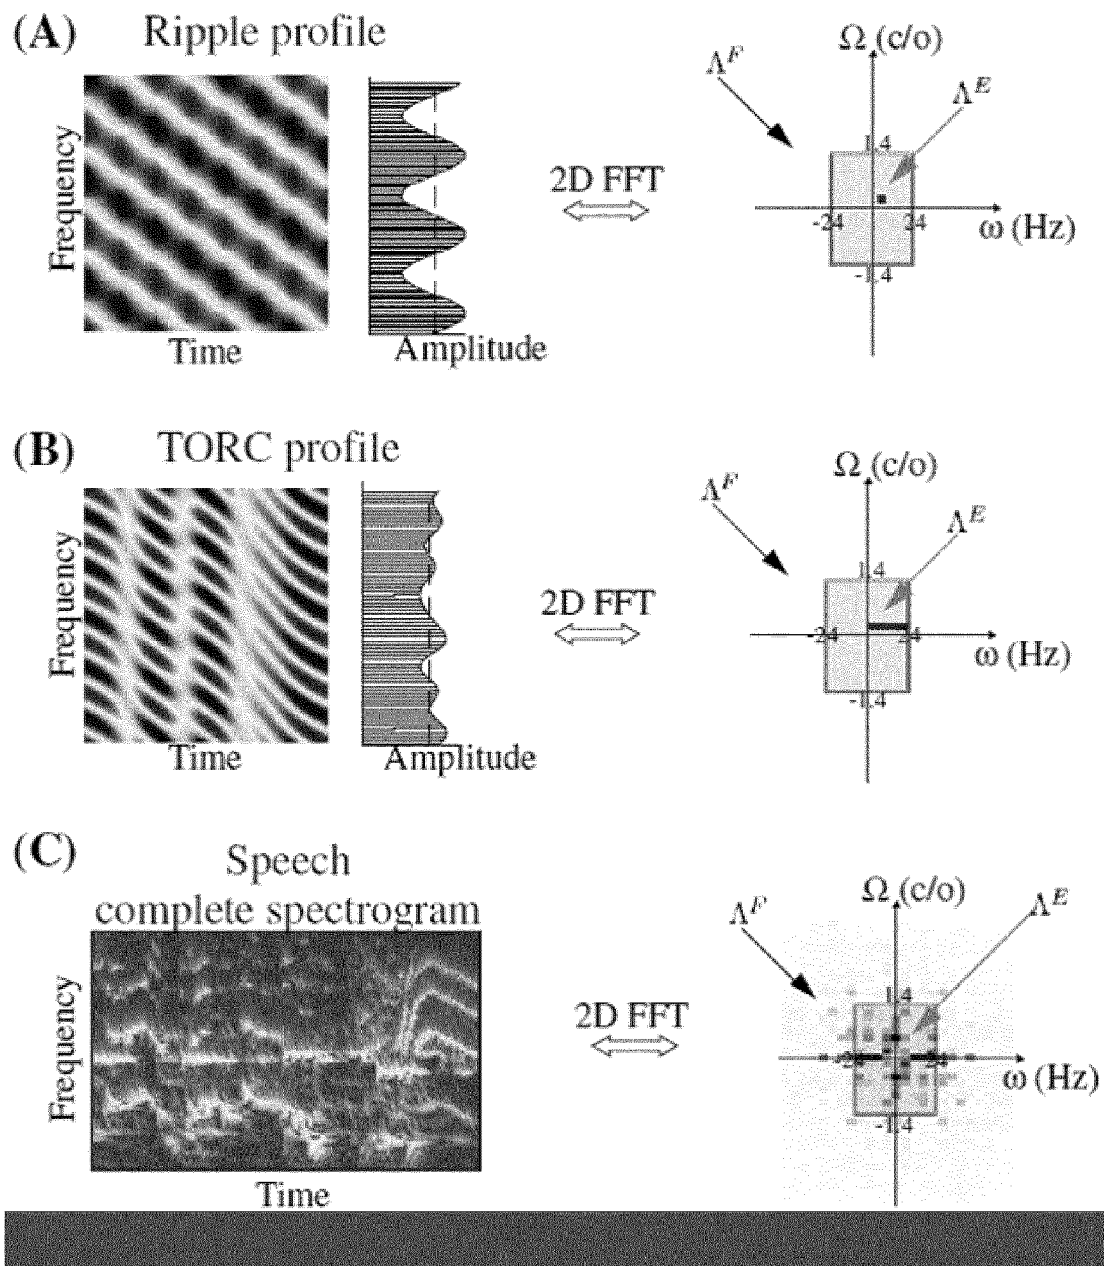 (A) Ripple profile
Ω (c/o)
Λ^F
Λ^E
Frequency
1.4
2D FFT
-24
24
ω (Hz)
-1.4
Time
Amplitude
(B) TORC profile
Ω (c/o)
Λ^F
Λ^E
Frequency
1.4
2D FFT
-24
24
ω (Hz)
-1.4
Time
Amplitude
(C) Speech
complete spectrogram
Ω (c/o)
Λ^F
Λ^E
Frequency
1.4
2D FFT
-24
24
ω (Hz)
-1.4
Time